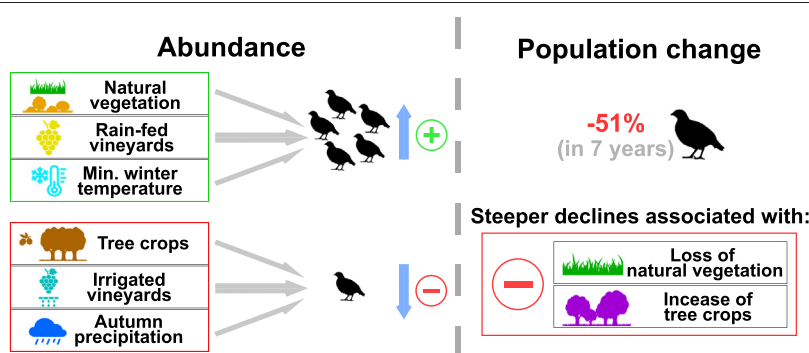 Abundance
Natural
vegetation
Rain-fed
vineyards
Min. winter
temperature
Tree crops
Irrigated
vineyards
Autumn
precipitation
Population change
-51%
(in 7 years)
Steeper declines associated with:
Loss of
natural vegetation
Incease of
tree crops